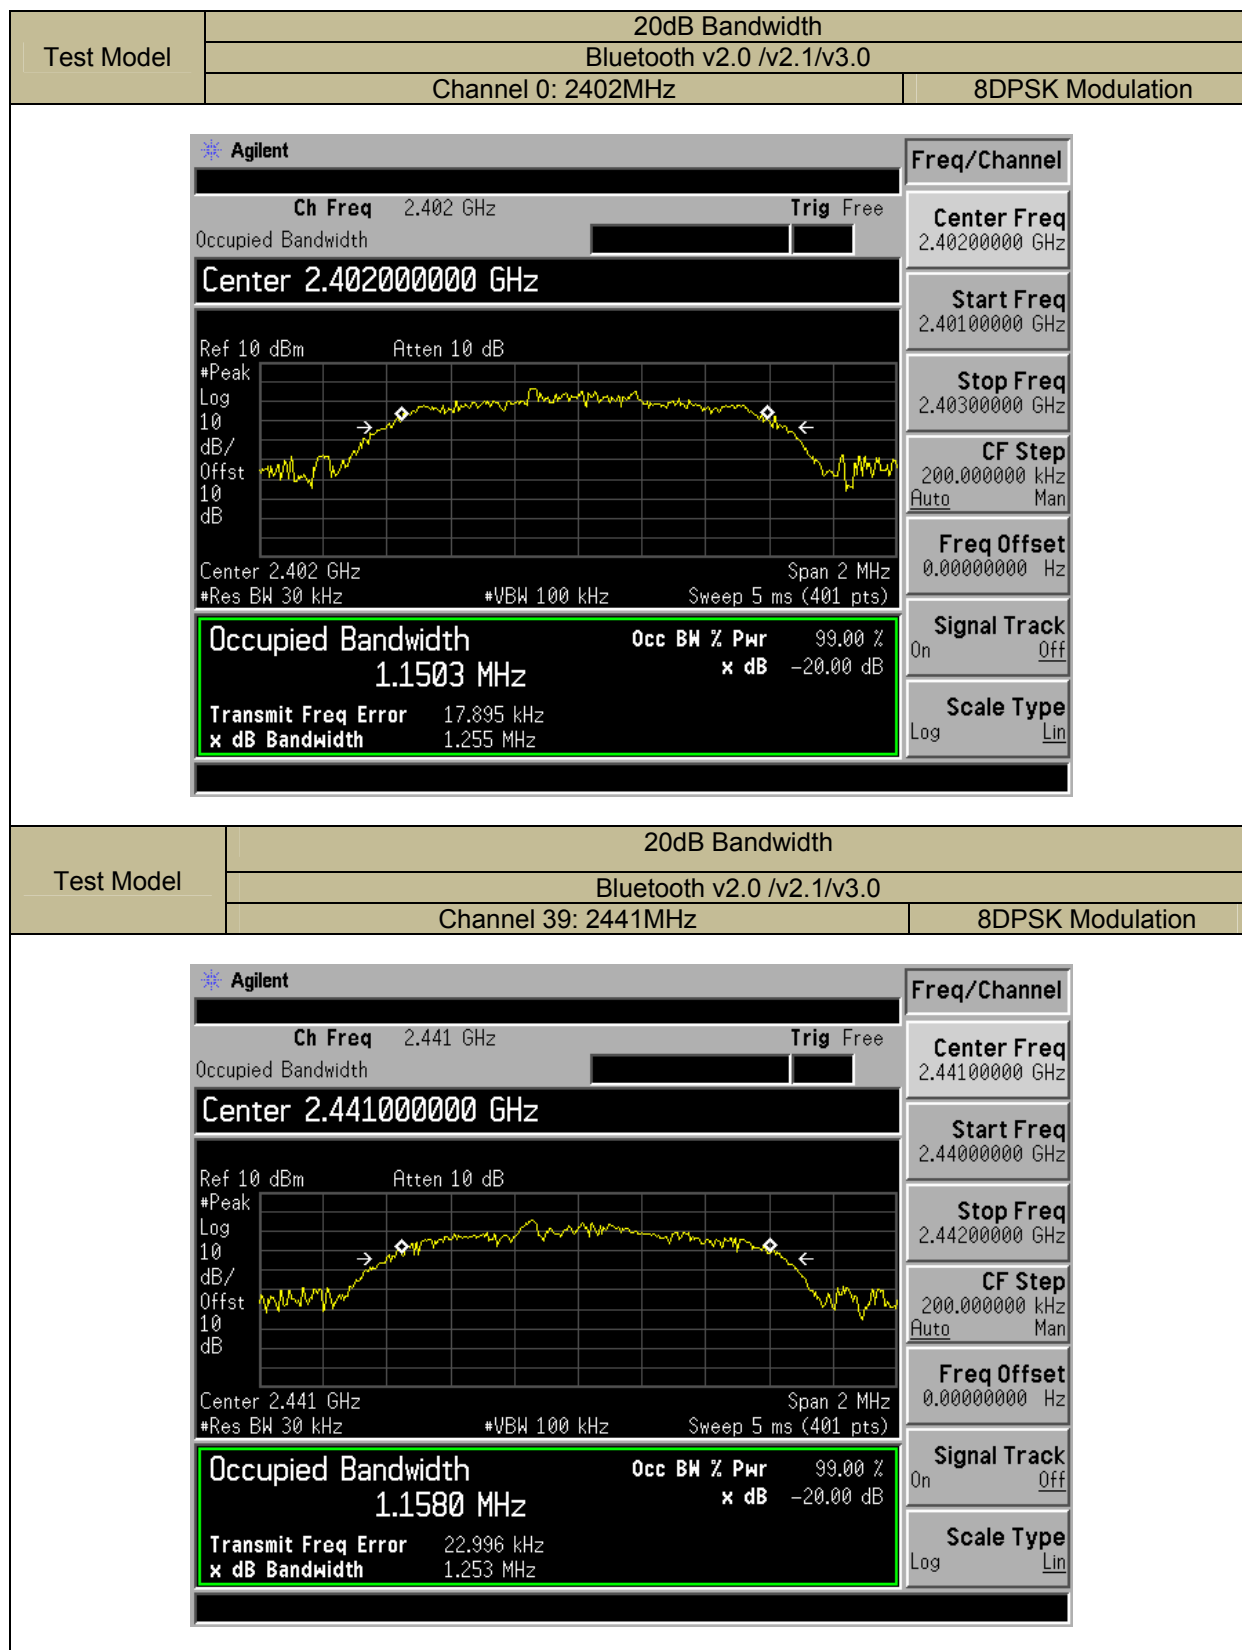 20dB Bandwidth
Test Model
Bluetooth v2.0 /v2.1/v3.0
Channel 0: 2402MHz 8DPSK Modulation
Agilent
Freq/Channel
Ch Freq 2.402 GHz Trig Free
Occupied Bandwidth
Center 2.402000000 GHz
Center Freq
2.40200000 GHz
Start Freq
2.40100000 GHz
Stop Freq
2.40300000 GHz
CF Step
200.000000 kHz
Auto Man
Freq Offset
0.00000000 Hz
Signal Track
On Off
Scale Type
Log Lin
Ref 10 dBm Atten 10 dB
#Peak
Log
10
dB/
Offst
10
dB
Center 2.402 GHz Span 2 MHz
#Res BW 30 kHz #VBW 100 kHz Sweep 5 ms (401 pts)
Occupied Bandwidth Occ BW % Pwr 99.00 %
1.1503 MHz x dB -20.00 dB
Transmit Freq Error 17.895 kHz
x dB Bandwidth 1.255 MHz
20dB Bandwidth
Test Model
Bluetooth v2.0 /v2.1/v3.0
Channel 39: 2441MHz 8DPSK Modulation
Agilent
Freq/Channel
Ch Freq 2.441 GHz Trig Free
Occupied Bandwidth
Center 2.441000000 GHz
Center Freq
2.44100000 GHz
Start Freq
2.44000000 GHz
Stop Freq
2.44200000 GHz
CF Step
200.000000 kHz
Auto Man
Freq Offset
0.00000000 Hz
Signal Track
On Off
Scale Type
Log Lin
Ref 10 dBm Atten 10 dB
#Peak
Log
10
dB/
Offst
10
dB
Center 2.441 GHz Span 2 MHz
#Res BW 30 kHz #VBW 100 kHz Sweep 5 ms (401 pts)
Occupied Bandwidth Occ BW % Pwr 99.00 %
1.1580 MHz x dB -20.00 dB
Transmit Freq Error 22.996 kHz
x dB Bandwidth 1.253 MHz